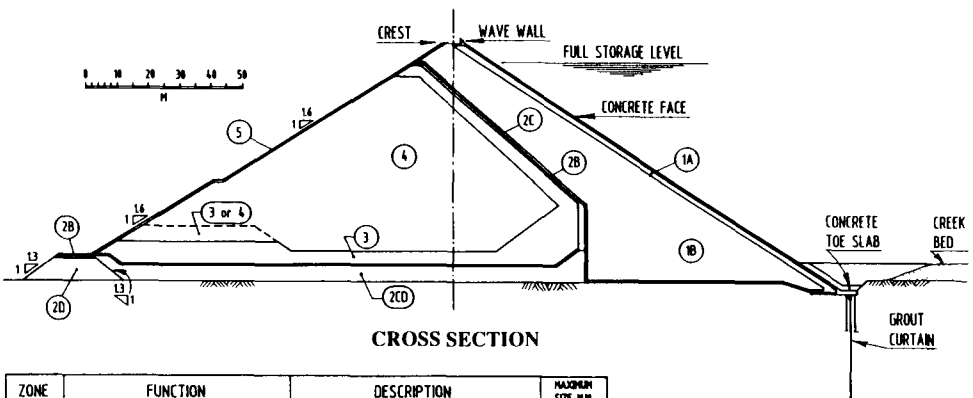 CREST
WAVE WALL
FULL STORAGE LEVEL
0 10 20 30 40 50
M
CONCRETE FACE
1.6
1
5
2C
2B
4
1A
1.6
1
3 or 4
3
2B
1.3
1
2D
1.3
1
2CD
1B
CONCRETE
TOE SLAB
CREEK
BED
GROUT
CURTAIN
CROSS SECTION
ZONE FUNCTION DESCRIPTION MAXIMUM
SIZE MM